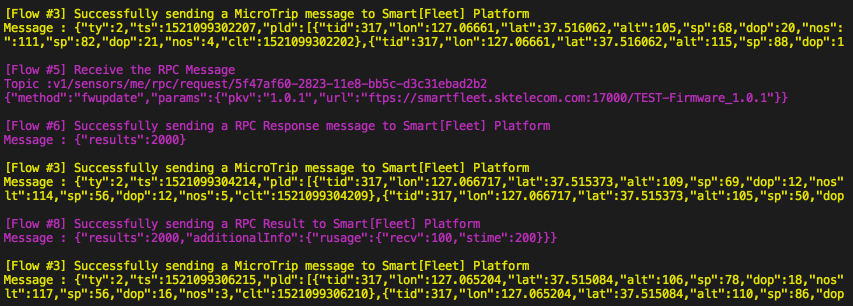 [Flow #3] Successfully sending a MicroTrip message to Smart[Fleet] Platform
Message : {"ty":2,"ts":1521099302207,"pld":[{"tid":317,"lon":127.06661,"lat":37.516062,"alt":105,"sp":68,"dop":20,"nos":
":111,"sp":82,"dop":21,"nos":4,"clt":1521099302202},{"tid":317,"lon":127.06661,"lat":37.516062,"alt":115,"sp":88,"dop":1
[Flow #5] Receive the RPC Message
Topic :v1/sensors/me/rpc/request/5f47af60-2823-11e8-bb5c-d3c31ebad2b2
{"method":"fwupdate","params":{"pkv":"1.0.1","url":"ftps://smartfleet.sktelecom.com:17000/TEST-Firmware_1.0.1"}}
[Flow #6] Successfully sending a RPC Response message to Smart[Fleet] Platform
Message : {"results":2000}
[Flow #3] Successfully sending a MicroTrip message to Smart[Fleet] Platform
Message : {"ty":2,"ts":1521099304214,"pld":[{"tid":317,"lon":127.066717,"lat":37.515373,"alt":109,"sp":69,"dop":12,"nos"
lt":114,"sp":56,"dop":12,"nos":5,"clt":1521099304209},{"tid":317,"lon":127.066717,"lat":37.515373,"alt":105,"sp":50,"dop
[Flow #8] Successfully sending a RPC Result to Smart[Fleet] Platform
Message : {"results":2000,"additionalInfo":{"rusage":{"recv":100,"stime":200}}}
[Flow #3] Successfully sending a MicroTrip message to Smart[Fleet] Platform
Message : {"ty":2,"ts":1521099306215,"pld":[{"tid":317,"lon":127.065204,"lat":37.515084,"alt":106,"sp":78,"dop":18,"nos"
lt":117,"sp":56,"dop":16,"nos":3,"clt":1521099306210},{"tid":317,"lon":127.065204,"lat":37.515084,"alt":110,"sp":86,"dop